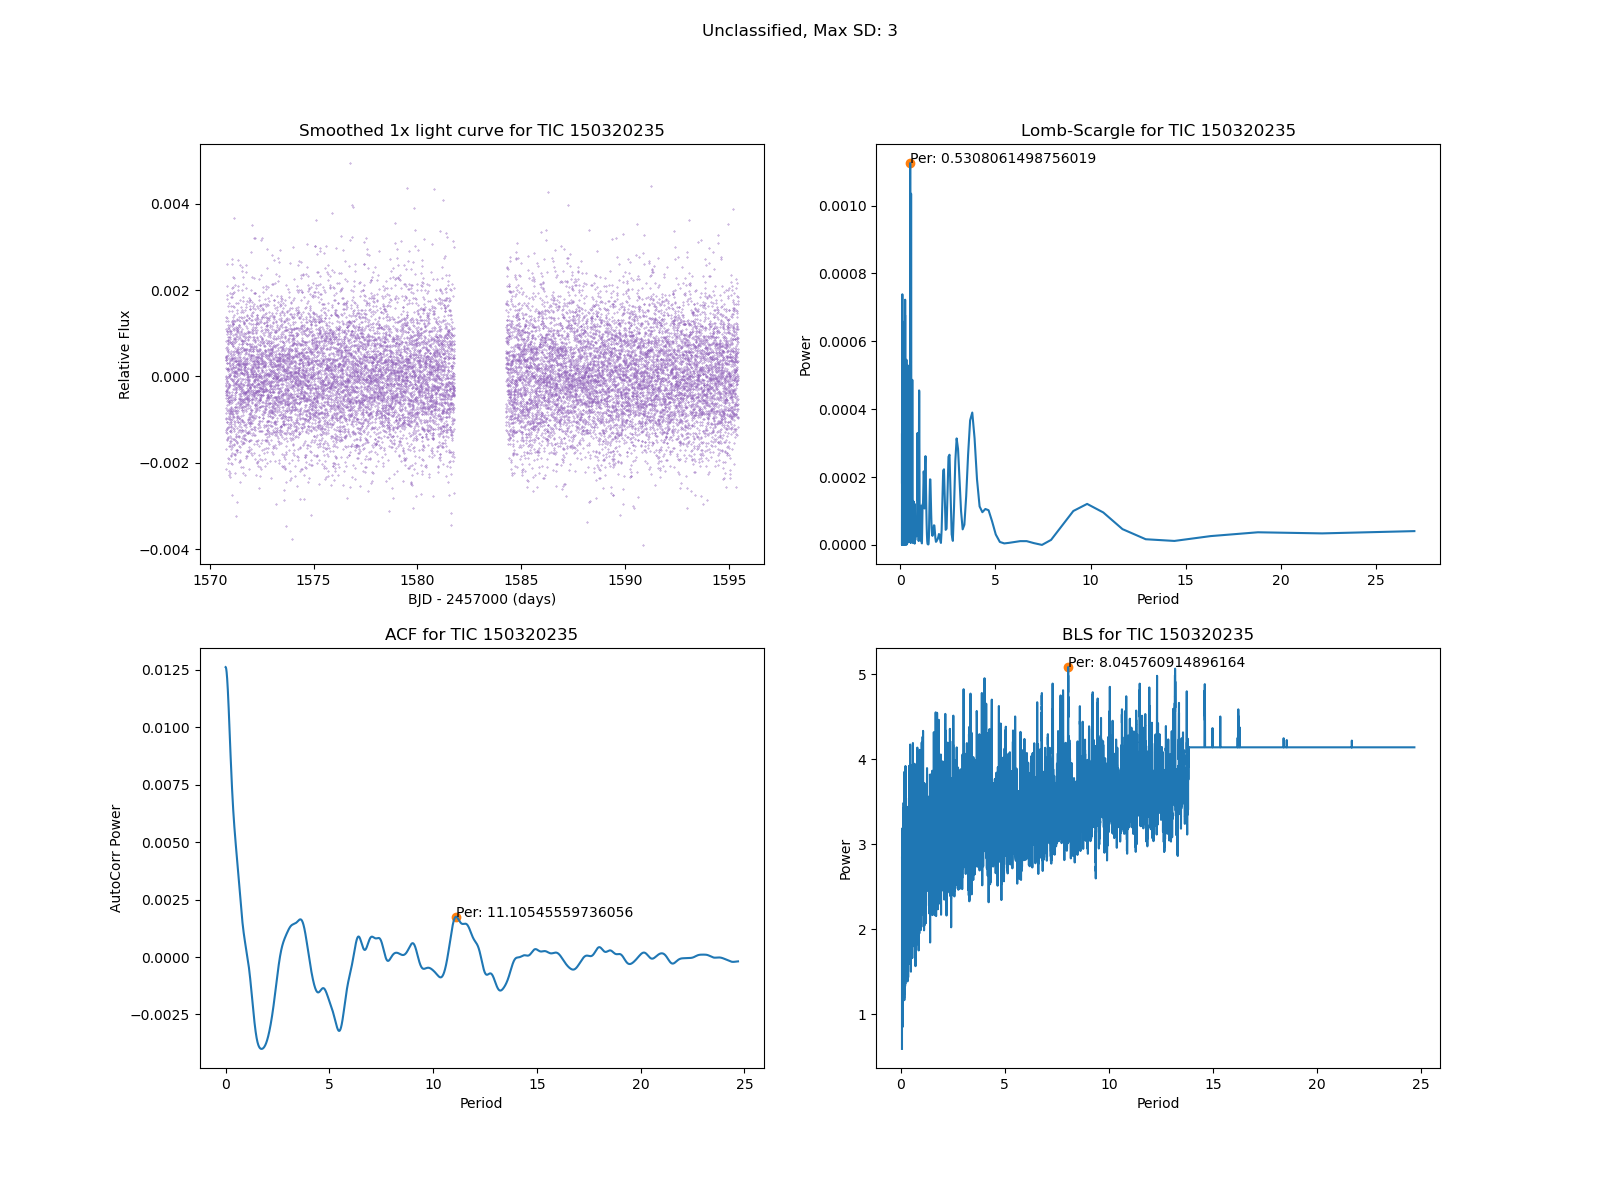 Unclassified, Max SD: 3
Smoothed 1x light curve for TIC 150320235
0.004
0.002
0.000
−0.002
−0.004
Relative Flux
1570
1575
1580
1585
1590
1595
BJD - 2457000 (days)
Lomb-Scargle for TIC 150320235
Per: 0.5308061498756019
0.0010
0.0008
0.0006
0.0004
0.0002
0.0000
Power
0
5
10
15
20
25
Period
ACF for TIC 150320235
0.0125
0.0100
0.0075
0.0050
0.0025
0.0000
−0.0025
AutoCorr Power
Per: 11.10545559736056
0
5
10
15
20
25
Period
BLS for TIC 150320235
Per: 8.045760914896164
5
4
3
2
1
Power
0
5
10
15
20
25
Period